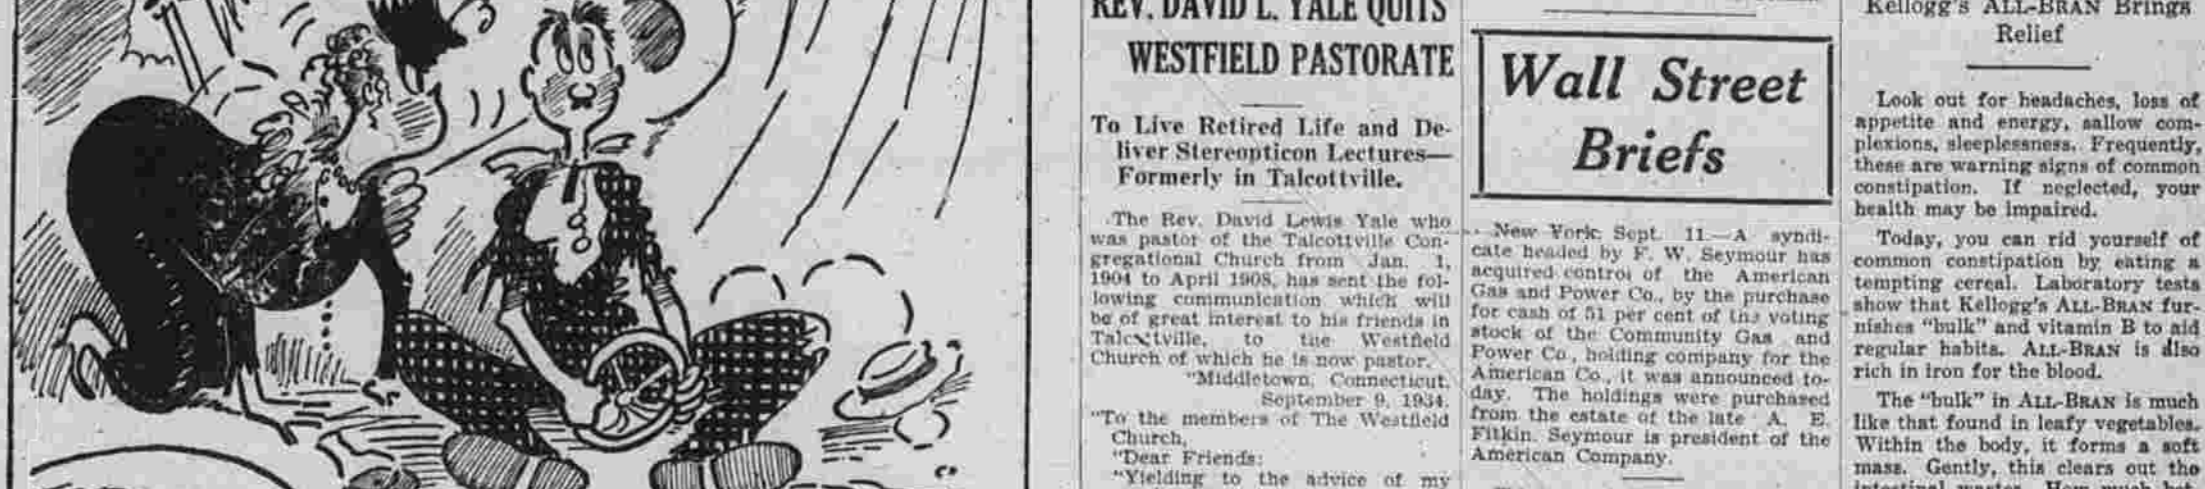 REV. DAVID L. YALE QUITS
WESTFIELD PASTORATE
To Live Retired Life and De-
liver Stereopticon Lectures—
Formerly in Talcottville.
The Rev. David Lewis Yale who
was pastor of the Talcottville Con-
gregational Church from Jan. 1,
1904 to April 1908, has sent the fol-
lowing communication which will
be of great interest to his friends in
Talcxtville, to the Westfield
Church of which he is now pastor.
"Middletown, Connecticut,
September 9, 1934.
"To the members of The Westfield
Church,
"Dear Friends:
"Yielding to the advice of my
Wall Street
Briefs
New York, Sept. 11.—A syndi-
cate headed by F. W. Seymour has
acquired control of the American
Gas and Power Co., by the purchase
for cash of 51 per cent of the voting
stock of the Community Gas and
Power Co., holding company for the
American Co., it was announced to-
day. The holdings were purchased
from the estate of the late A. E.
Fitkin. Seymour is president of the
American Company.
Kellogg's ALL-BRAN Brings
Relief
Look out for headaches, loss of
appetite and energy, sallow com-
plexions, sleeplessness. Frequently,
these are warning signs of common
constipation. If neglected, your
health may be impaired.
Today, you can rid yourself of
common constipation by eating a
tempting cereal. Laboratory tests
show that Kellogg's ALL-BRAN fur-
nishes "bulk" and vitamin B to aid
regular habits. ALL-BRAN is also
rich in iron for the blood.
The "bulk" in ALL-BRAN is much
like that found in leafy vegetables.
Within the body, it forms a soft
mass. Gently, this clears out the